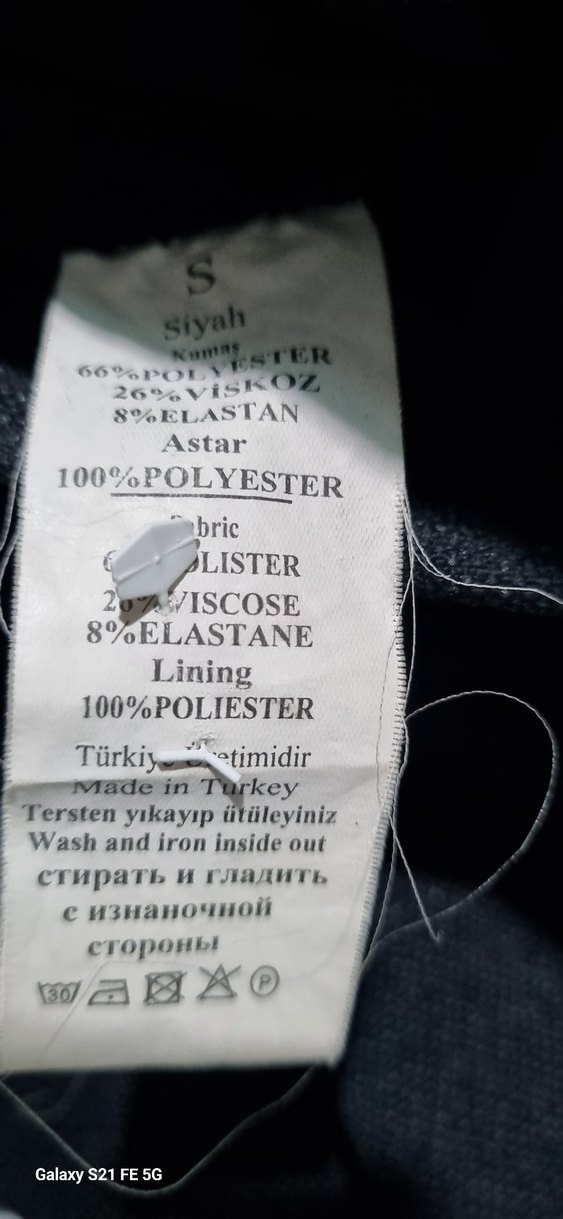 S
Siyah
Kumaş
66%POLYESTER
26%VİSKOZ
8%ELASTAN
Astar
100%POLYESTER
VISCOSE
8%ELASTANE
Lining
100%POLIESTER
Made in Turkey
Tersten yıkayıp ütüleyiniz
Wash and iron inside out
стирать и гладить
с изнаночной
стороны
30 P
Galaxy S21 FE 5G